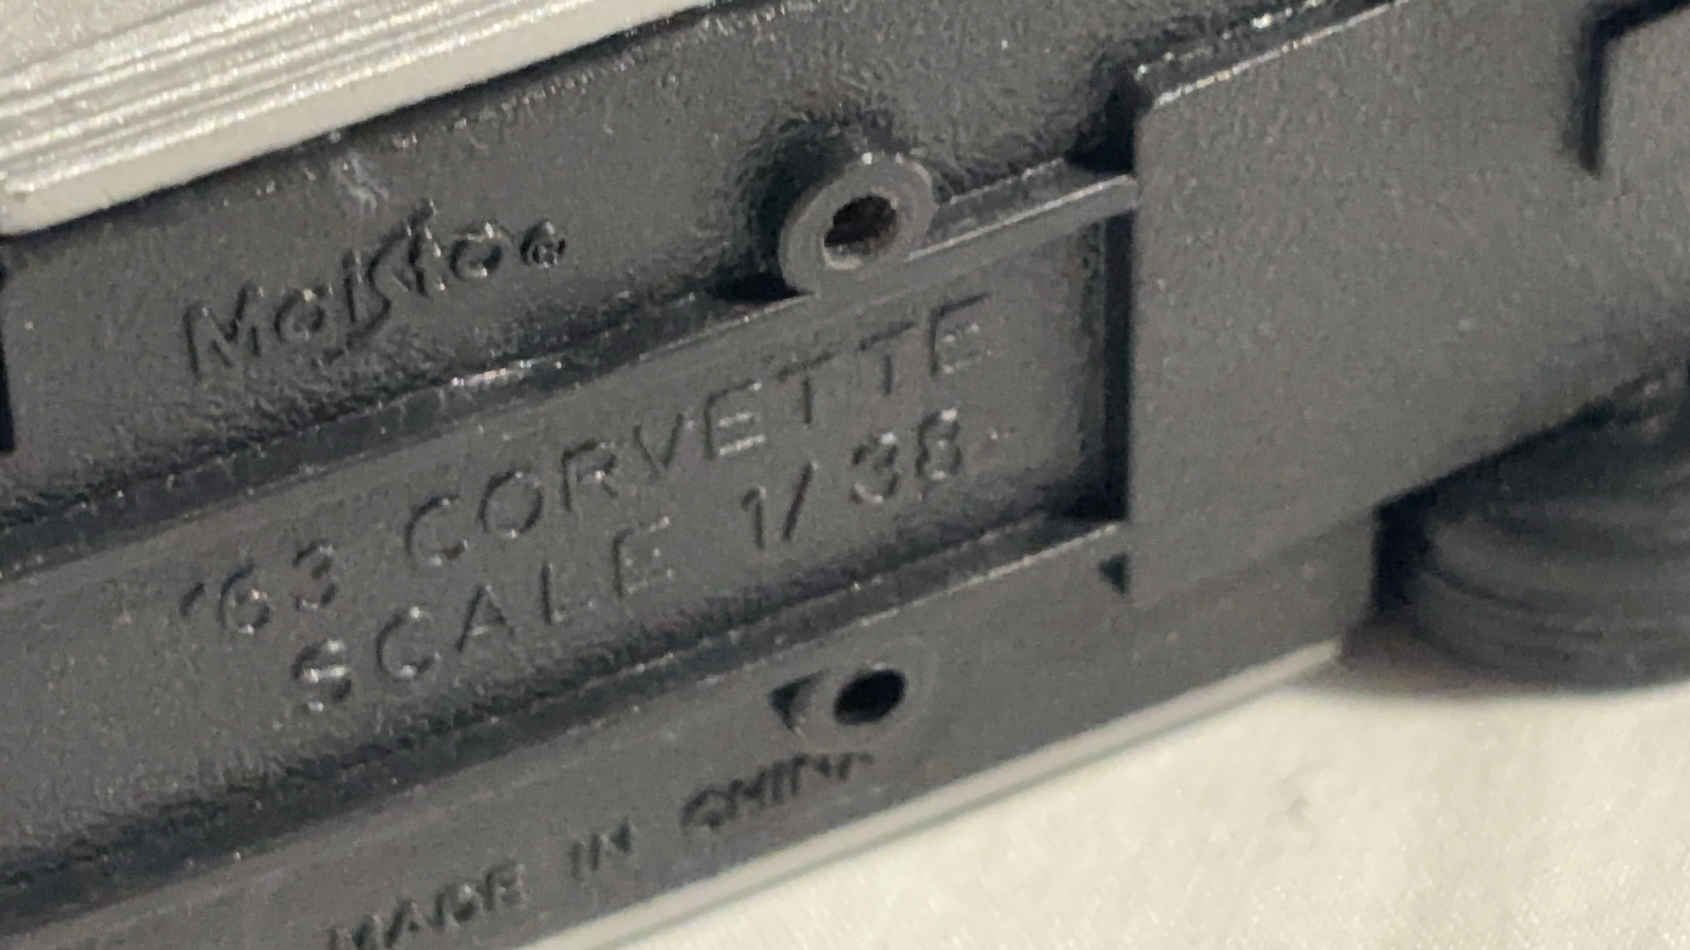 Maisto®
'63 CORVETTE
SCALE 1/38
MADE IN CHINA